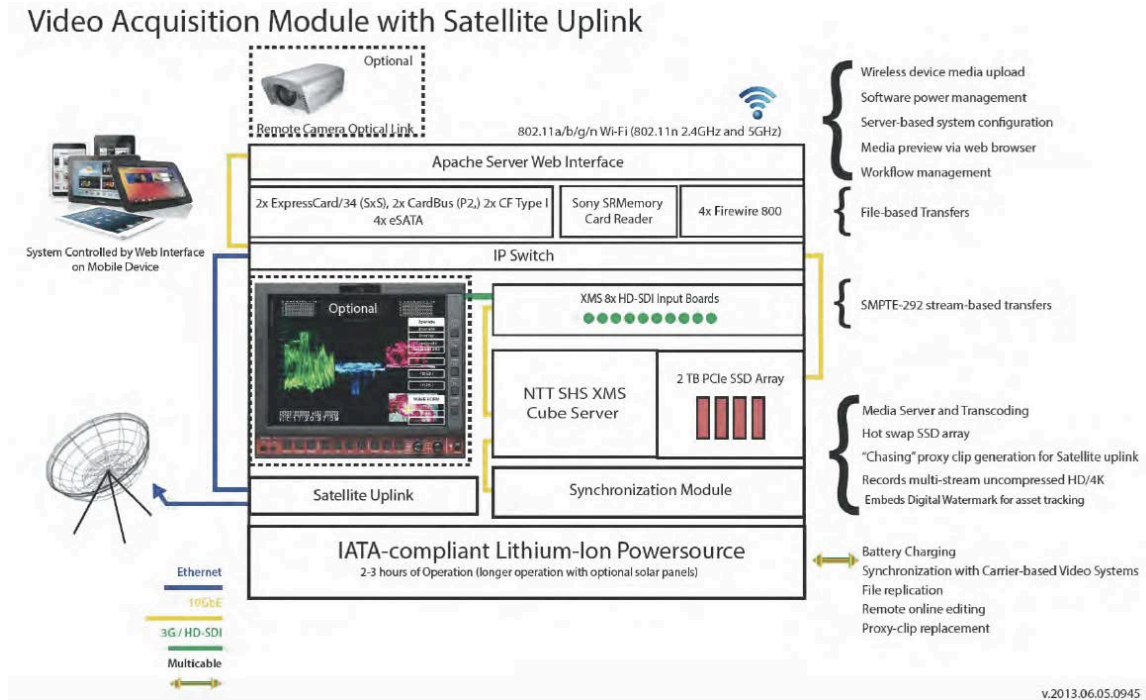 Video Acquisition Module with Satellite Uplink
Optional
Remote Camera Optical Link
802.11a/b/g/n Wi-Fi (802.11n 2.4GHz and 5GHz)
Wireless device media upload
Software power management
Server-based system configuration
Media preview via web browser
Workflow management
Apache Server Web Interface
2x ExpressCard/34 (SxS), 2x CardBus (P2,) 2x CF Type I
4x eSATA
Sony SRMemory
Card Reader
4x Firewire 800
File-based Transfers
System Controlled by Web Interface
on Mobile Device
IP Switch
Optional
XMS 8x HD-SDI Input Boards
SMPTE-292 stream-based transfers
NTT SHS XMS
Cube Server
2 TB PCIe SSD Array
Media Server and Transcoding
Hot swap SSD array
"Chasing" proxy clip generation for Satellite uplink
Records multi-stream uncompressed HD/4K
Embeds Digital Watermark for asset tracking
Satellite Uplink
Synchronization Module
IATA-compliant Lithium-Ion Powersource
2-3 hours of Operation (longer operation with optional solar panels)
Battery Charging
Synchronization with Carrier-based Video Systems
File replication
Remote online editing
Proxy-clip replacement
Ethernet
10GbE
3G / HD-SDI
Multicable
v.2013.06.05.0945